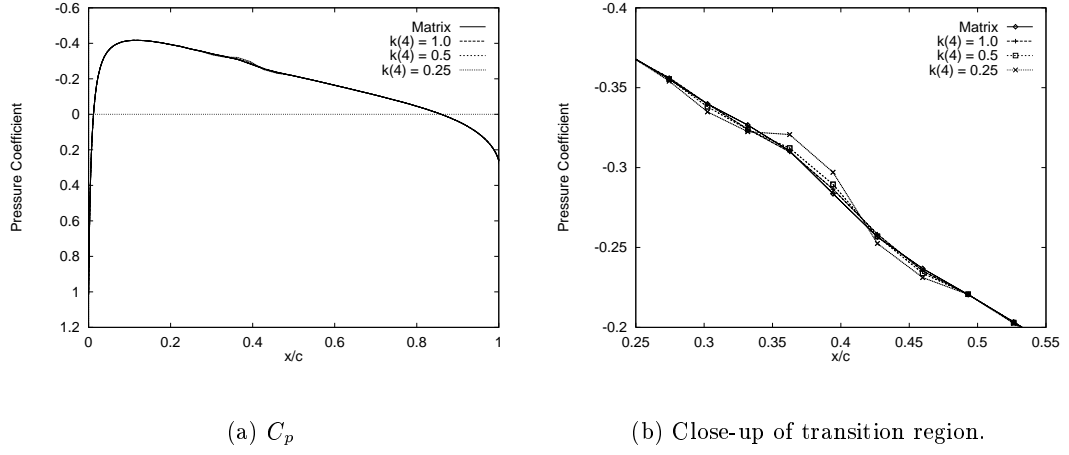 -0.6
-0.4
-0.2
0
0.2
0.4
0.6
0.8
1
1.2
0
0.2
0.4
0.6
0.8
1
Pressure Coefficient
x/c
Matrix
k(4) = 1.0
k(4) = 0.5
k(4) = 0.25
(a) C_p
-0.4
-0.35
-0.3
-0.25
-0.2
0.25
0.3
0.35
0.4
0.45
0.5
0.55
Pressure Coefficient
x/c
Matrix
k(4) = 1.0
k(4) = 0.5
k(4) = 0.25
(b) Close-up of transition region.